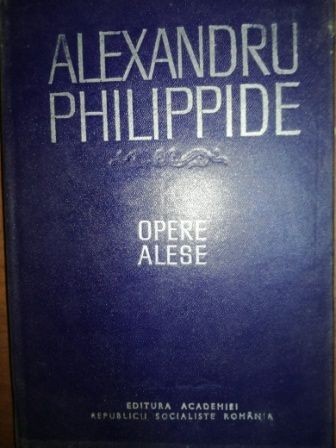 ALEXANDRU
PHILIPPIDE
OPERE
ALESE
EDITURA ACADEMIEI
REPUBLICII SOCIALISTE ROMÂNIA